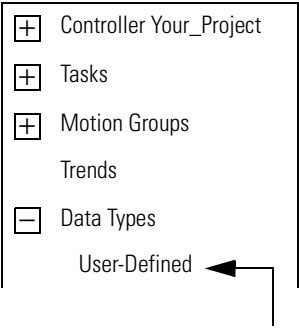 Controller Your_Project
Tasks
Motion Groups
Trends
Data Types
User-Defined